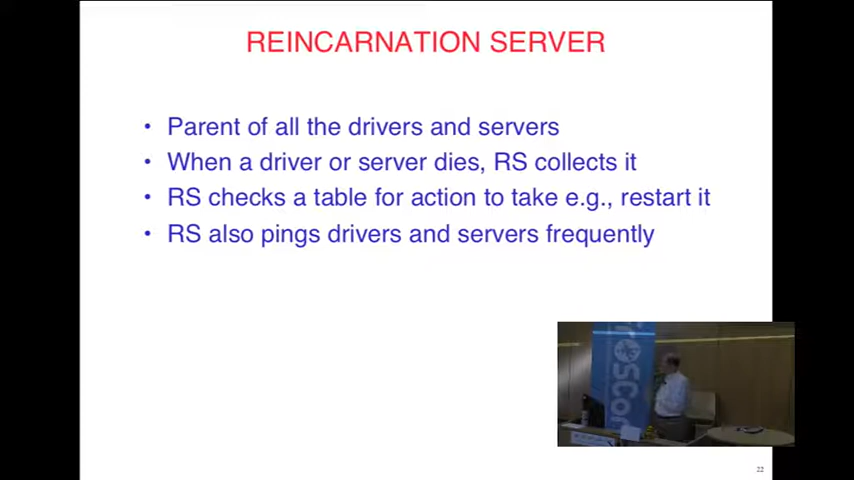 REINCARNATION SERVER
• Parent of all the drivers and servers
• When a driver or server dies, RS collects it
• RS checks a table for action to take e.g., restart it
• RS also pings drivers and servers frequently
22